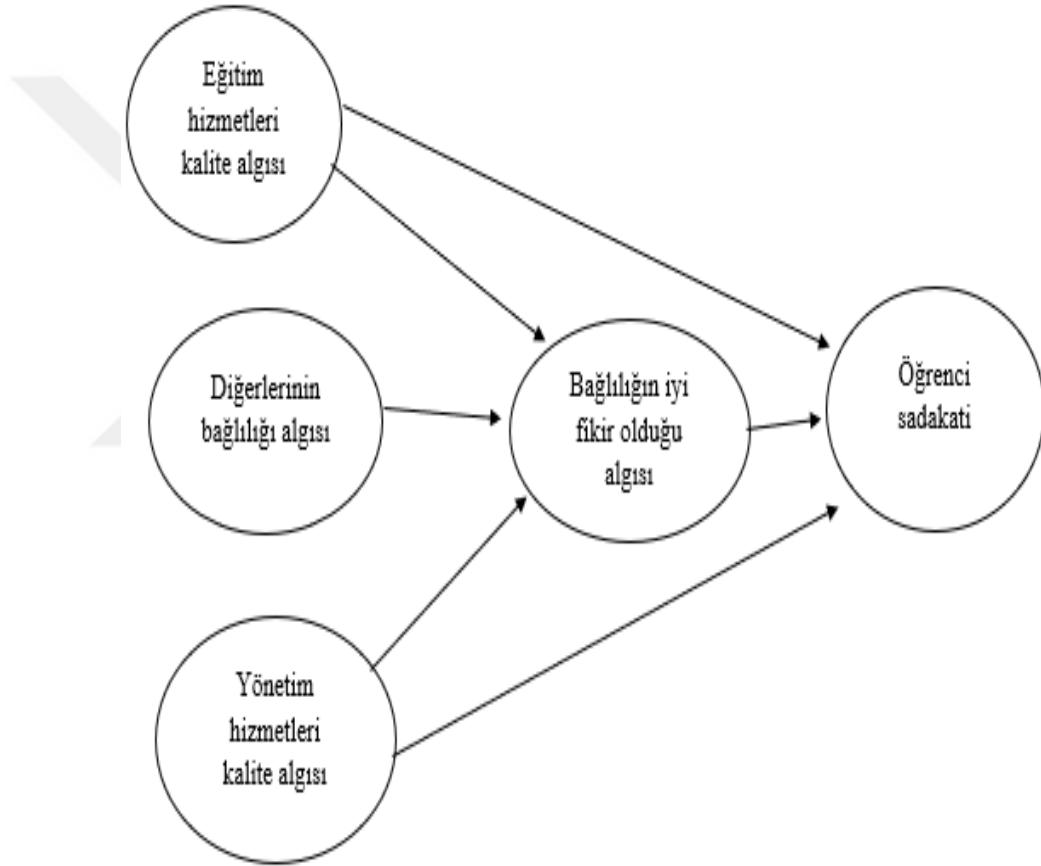 Eğitim
hizmetleri
kalite algısı
Diğerlerinin
bağlılığı algısı
Bağlılığın iyi
fikir olduğu
algısı
Öğrenci
sadakati
Yönetim
hizmetleri
kalite algısı